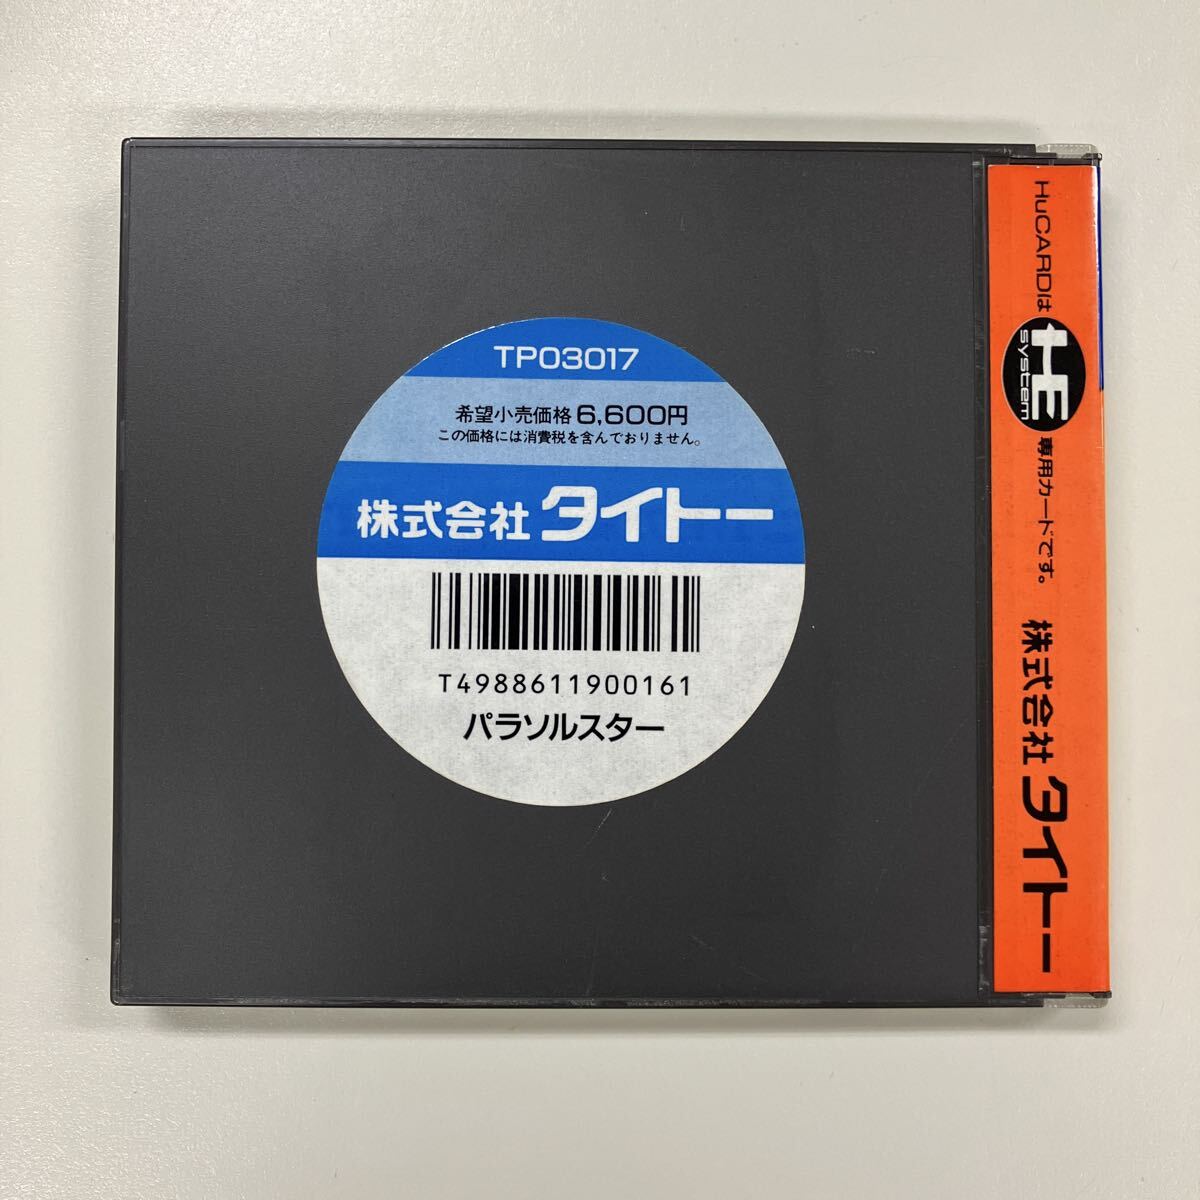 TP03017
希望小売価格 6,600円
この価格には消費税を含んでおりません。
株式会社 タイトー
T4988611900161
パラソルスター
HuCARDは HE system 専用カードです。 株式会社 タイトー